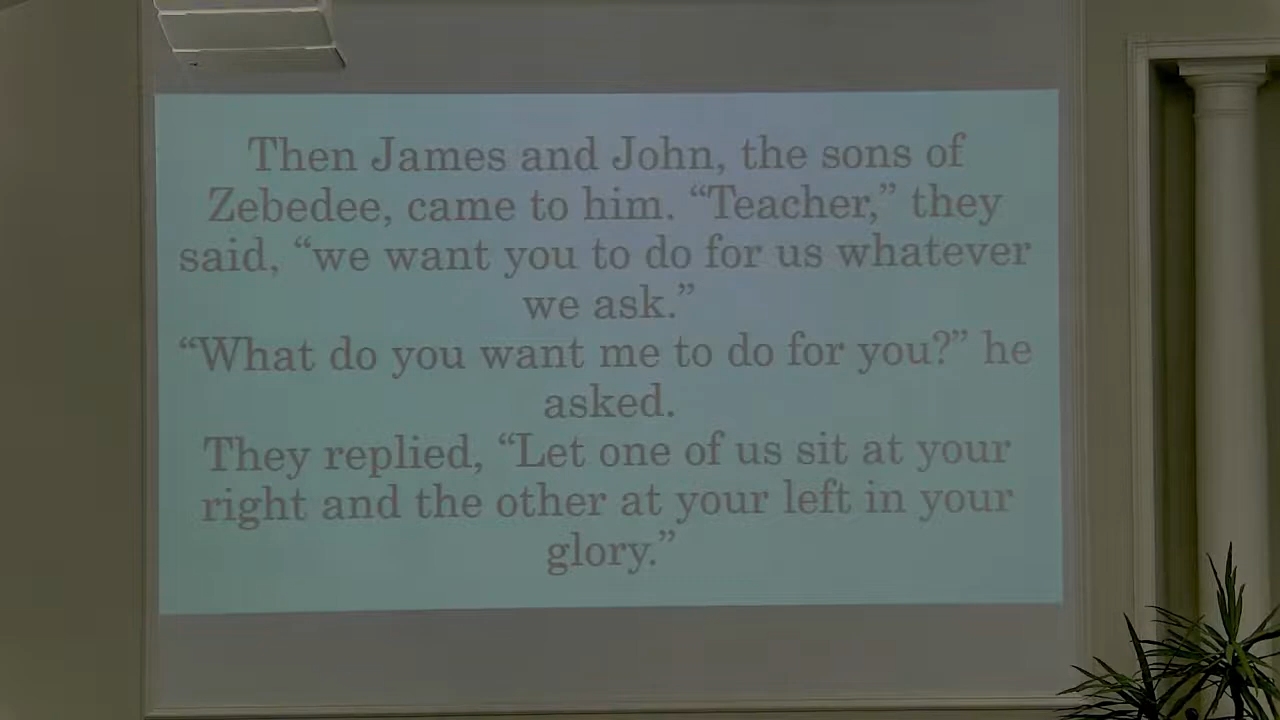 Then James and John, the sons of
Zebedee, came to him. “Teacher,” they
said, “we want you to do for us whatever
we ask.”
“What do you want me to do for you?” he
asked.
They replied, “Let one of us sit at your
right and the other at your left in your
glory.”